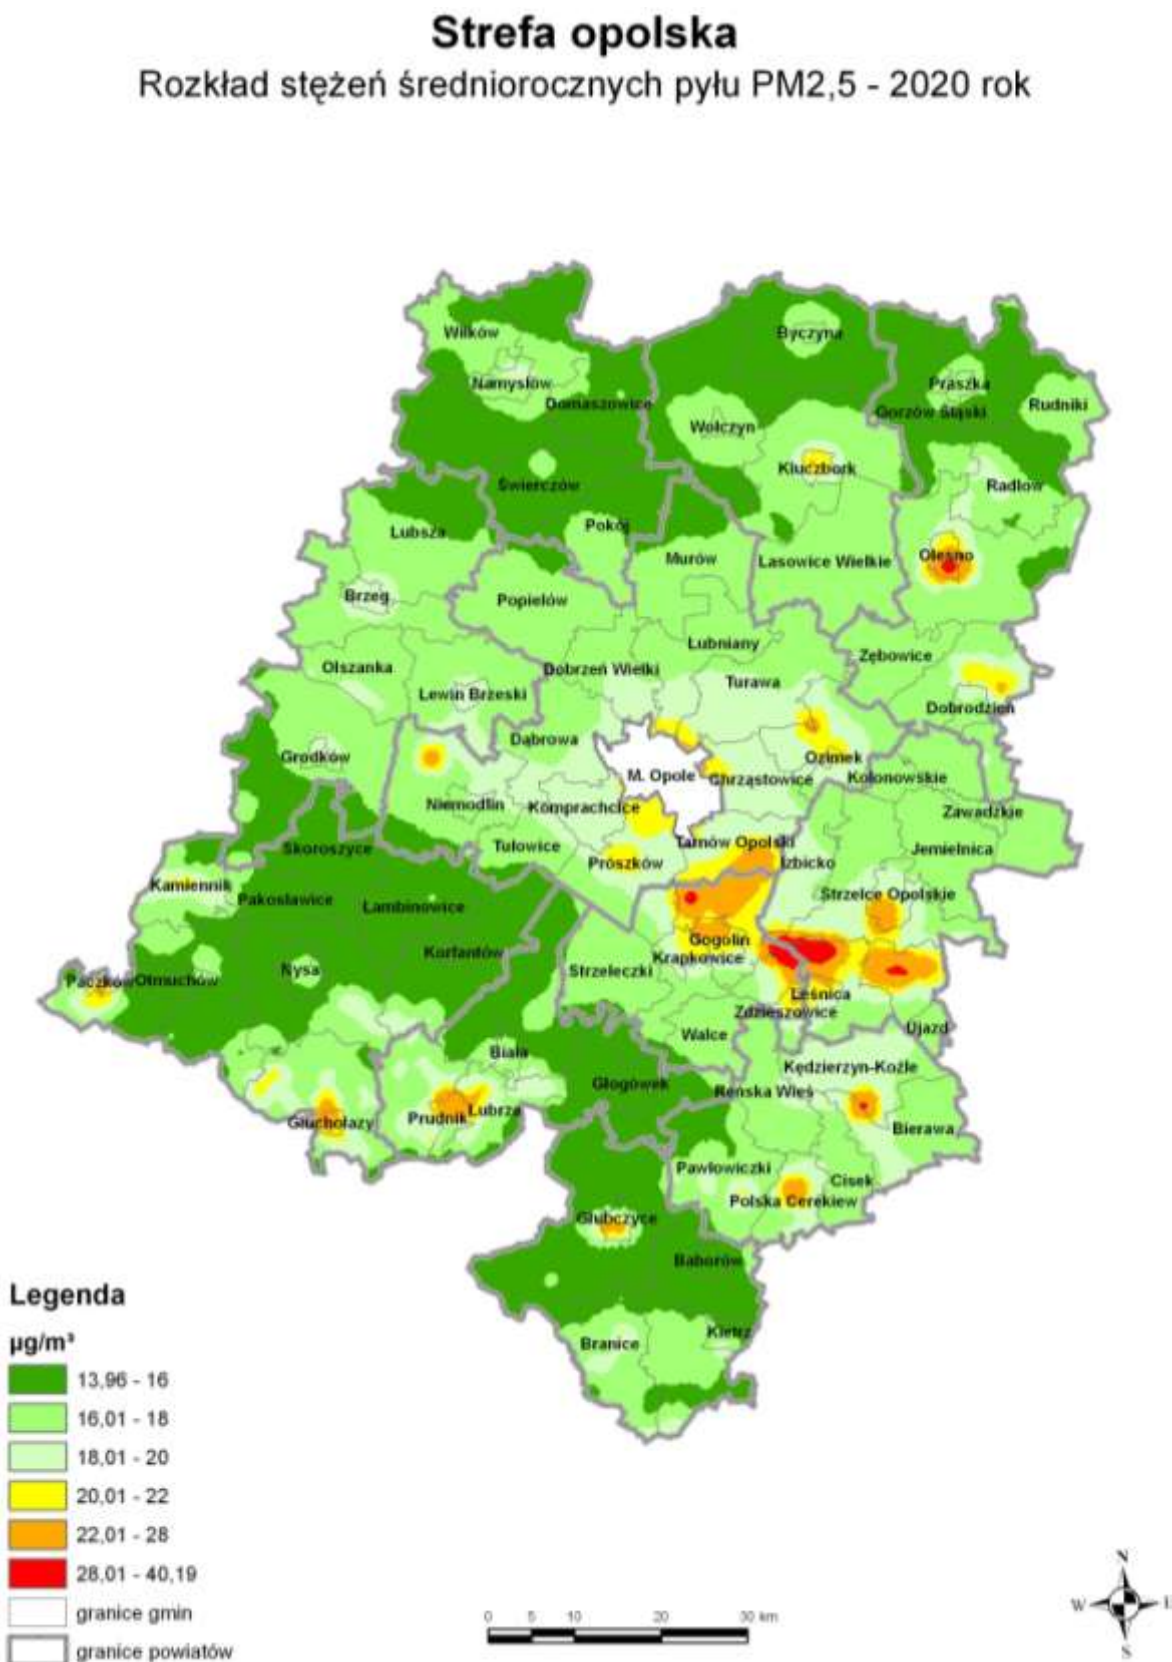 Strefa opolska
Rozkład stężeń średniorocznych pyłu PM2,5 - 2020 rok
Wilków
Byczyna
Namysłów
Praszka
Domaszowice
Gorzów Śląski
Rudniki
Wołczyn
Kluczbork
Świerczów
Radłów
Lubsza
Pokój
Murów
Lasowice Wielkie
Olesno
Brzeg
Popielów
Lubniany
Zębowice
Olszanka
Dobrzeń Wielki
Turawa
Lewin Brzeski
Dobrodzień
Dąbrowa
Grodków
Ozimek
M. Opole
Chrząstowice
Kolonowskie
Niemodlin
Komprachcice
Zawadzkie
Skoroszyce
Tułowice
Tarnów Opolski
Izbicko
Jemielnica
Prószków
Kamiennik
Pakosławice
Strzelce Opolskie
Lambinowice
Gogolin
Korfantów
Krapkowice
Strzeleczki
Nysa
Paczków
Otmuchów
Leśnica
Zdzieszowice
Ujazd
Walce
Biała
Kędzierzyn-Koźle
Głogówek
Reńska Wieś
Lubrza
Prudnik
Głuchołazy
Bierawa
Pawłowiczki
Cisek
Polska Cerekiew
Głubczyce
Baborów
Kietrz
Branice
Legenda
µg/m³
13,96 - 16
16,01 - 18
18,01 - 20
20,01 - 22
22,01 - 28
28,01 - 40,19
granice gmin
granice powiatów
0 5 10 20 30 km
N
W E
S